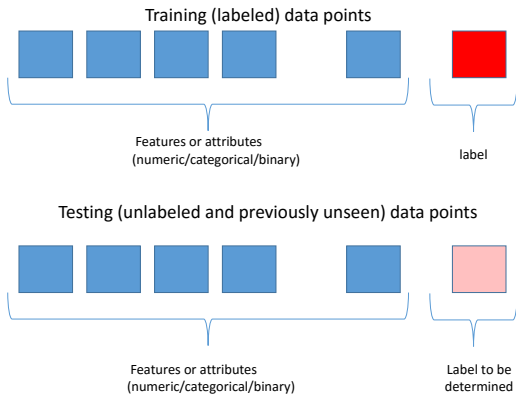 Training (labeled) data points
Features or attributes
(numeric/categorical/binary)
label
Testing (unlabeled and previously unseen) data points
Features or attributes
(numeric/categorical/binary)
Label to be
determined